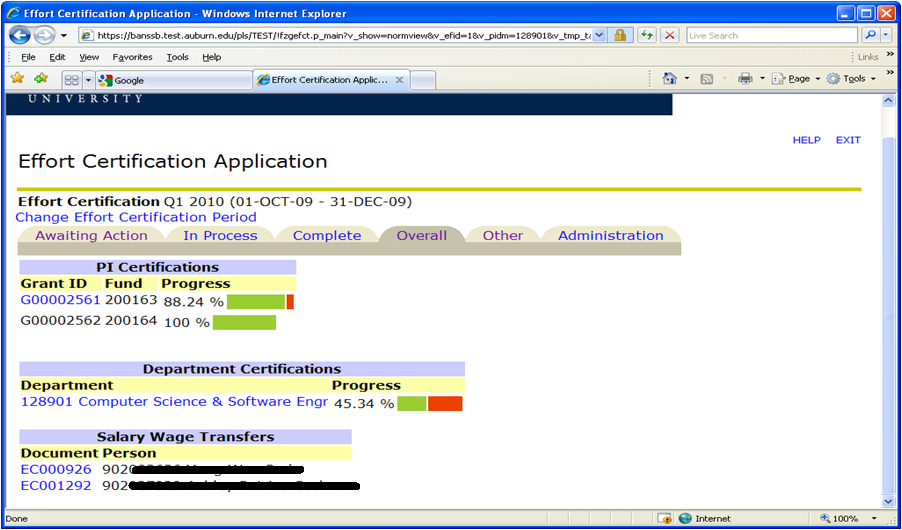 Effort Certification Application - Windows Internet Explorer
https://banssb.test.auburn.edu/pls/TEST/!fzgefct.p_main?v_show=normview&v_efid=1&v_pidm=128901&v_tmp_ta
Live Search
File Edit View Favorites Tools Help
Links »
Google
Effort Certification Applic...
Page Tools »
UNIVERSITY
HELP EXIT
Effort Certification Application
Effort Certification Q1 2010 (01-OCT-09 - 31-DEC-09)
Change Effort Certification Period
Awaiting Action In Process Complete Overall Other Administration
PI Certifications
Grant ID Fund Progress
G00002561 200163 88.24 %
G00002562 200164 100 %
Department Certifications
Department Progress
128901 Computer Science & Software Engr 45.34 %
Salary Wage Transfers
Document Person
EC000926 902
EC001292 902
Done Internet 100%